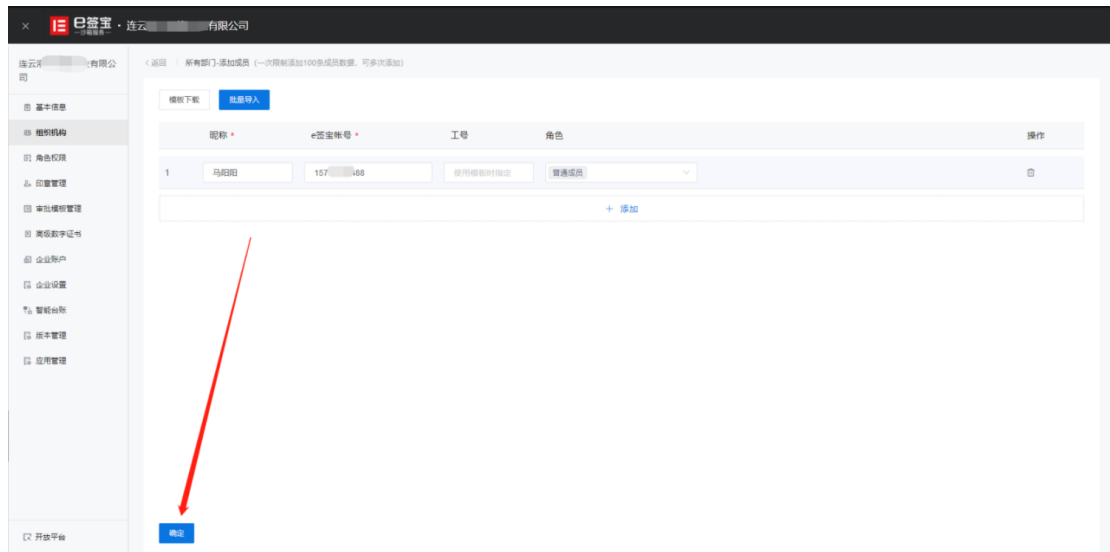 × e签宝 · 连云 有限公司
—沙箱服务—
连云 有限公
司
基本信息
组织机构
角色权限
印章管理
审批模板管理
高级数字证书
企业账户
企业设置
智能台账
版本管理
应用管理
开放平台
〈返回 | 所有部门-添加成员 (一次限制添加100条成员数据，可多次添加)
模板下载 批量导入
昵称 * e签宝帐号 * 工号 角色 操作
1 马阳阳 157 88 使用模板时指定 普通成员
+ 添加
确定